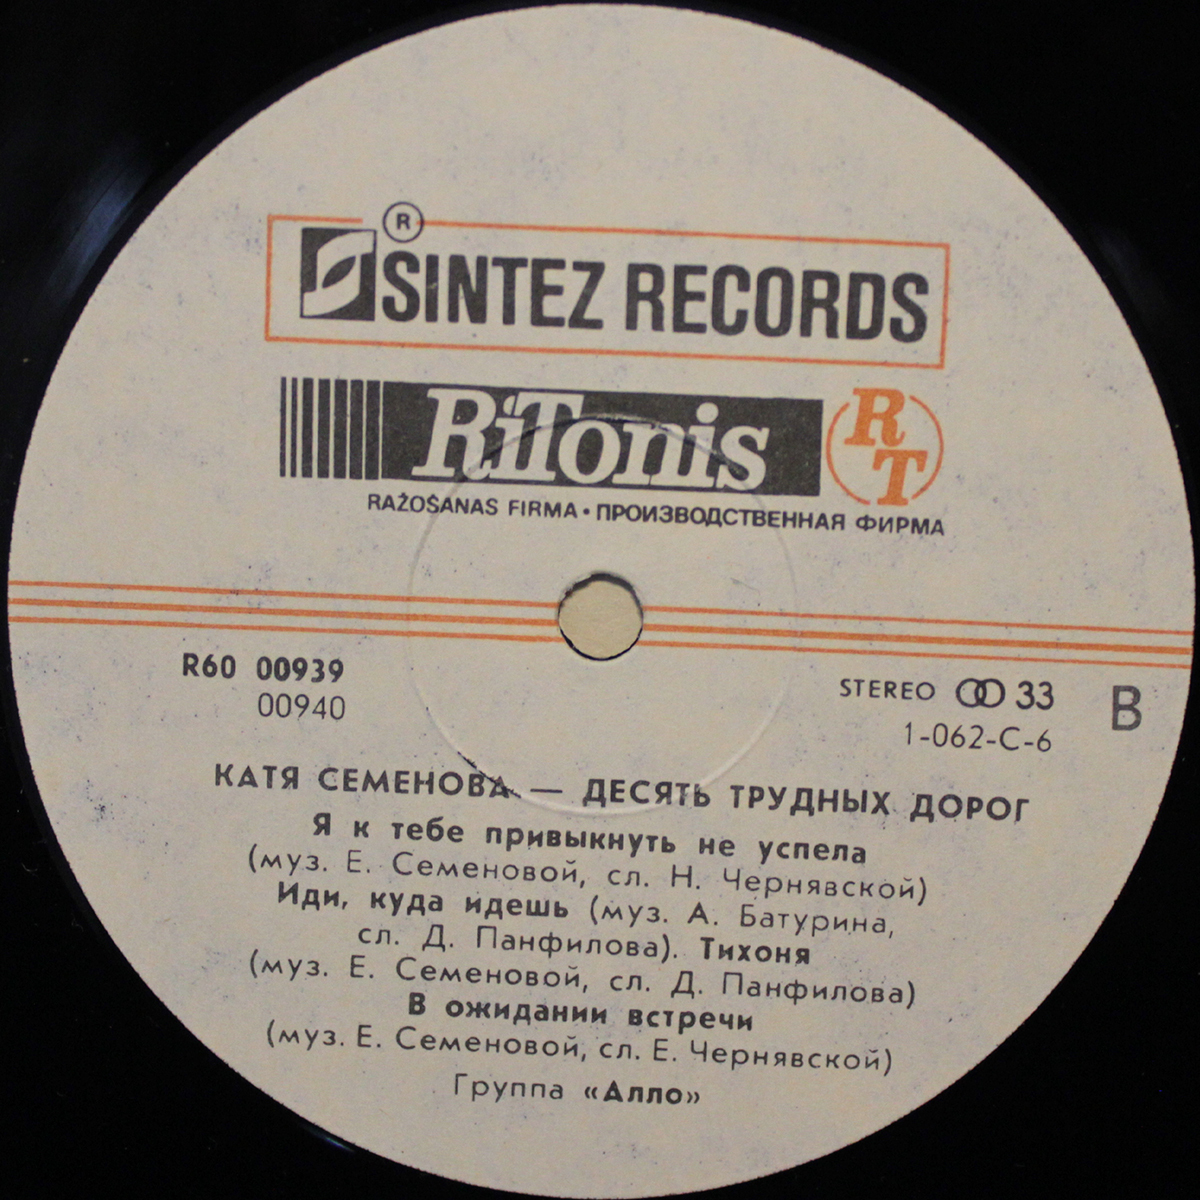 ®
SINTEZ RECORDS
RiTonis
RT
RAŽOŠANAS FIRMA • ПРОИЗВОДСТВЕННАЯ ФИРМА
R60 00939
00940
STEREO 33
1-062-C-6
B
КАТЯ СЕМЕНОВА — ДЕСЯТЬ ТРУДНЫХ ДОРОГ
Я к тебе привыкнуть не успела
(муз. Е. Семеновой, сл. Н. Чернявской)
Иди, куда идешь (муз. А. Батурина,
сл. Д. Панфилова). Тихоня
(муз. Е. Семеновой, сл. Д. Панфилова)
В ожидании встречи
(муз. Е. Семеновой, сл. Е. Чернявской)
Группа «Алло»